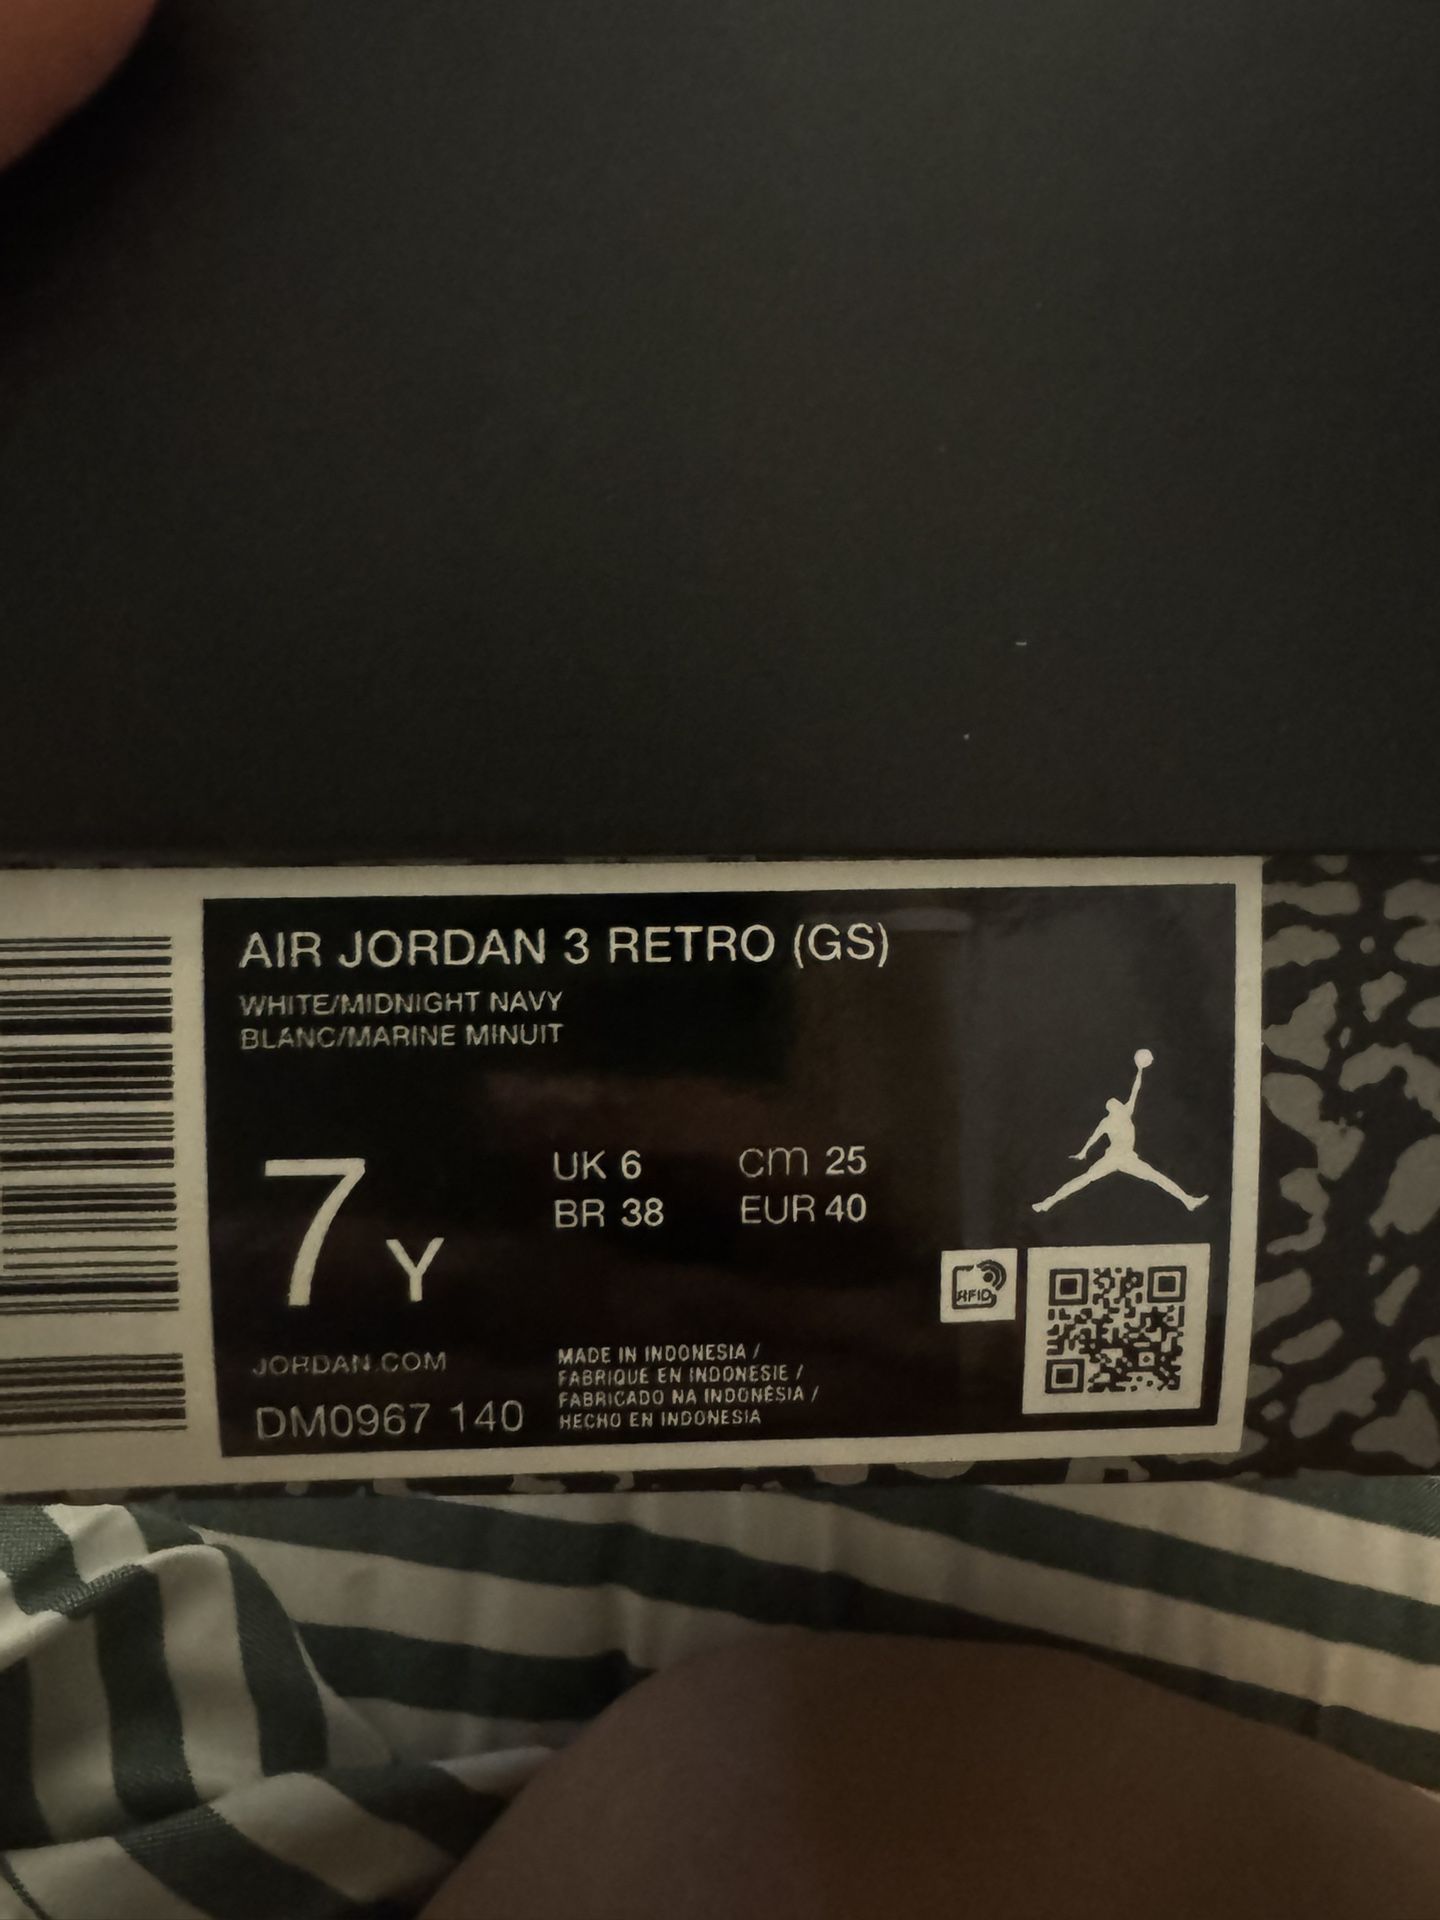 AIR JORDAN 3 RETRO (GS)
WHITE/MIDNIGHT NAVY
BLANC/MARINE MINUIT
7 Y
UK 6 cm 25
BR 38 EUR 40
RFID
JORDAN.COM
DM0967 140
MADE IN INDONESIA /
FABRIQUE EN INDONESIE /
FABRICADO NA INDONÉSIA /
HECHO EN INDONESIA